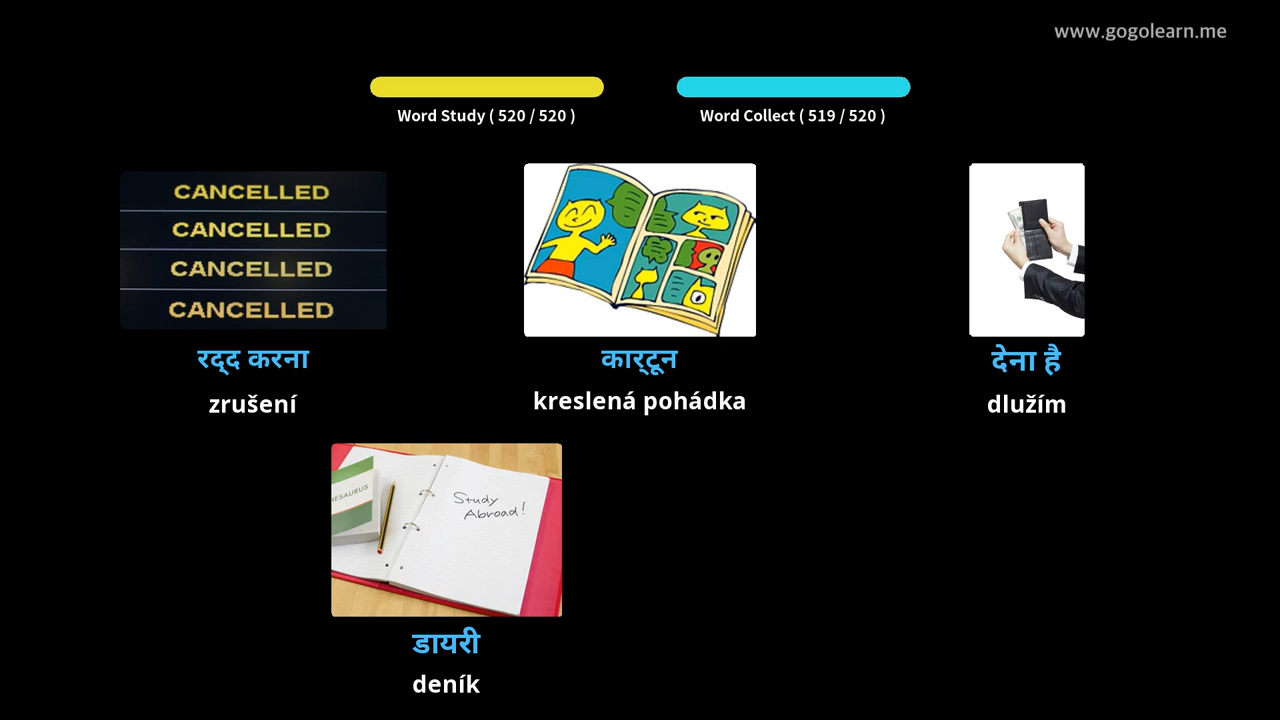 www.gogolearn.me
Word Study ( 520 / 520 )
Word Collect ( 519 / 520 )
CANCELLED
CANCELLED
CANCELLED
CANCELLED
रद्द करना
zrušení
कार्टून
kreslená pohádka
देना है
dlužím
HESAURUS
Study
Abroad!
डायरी
deník